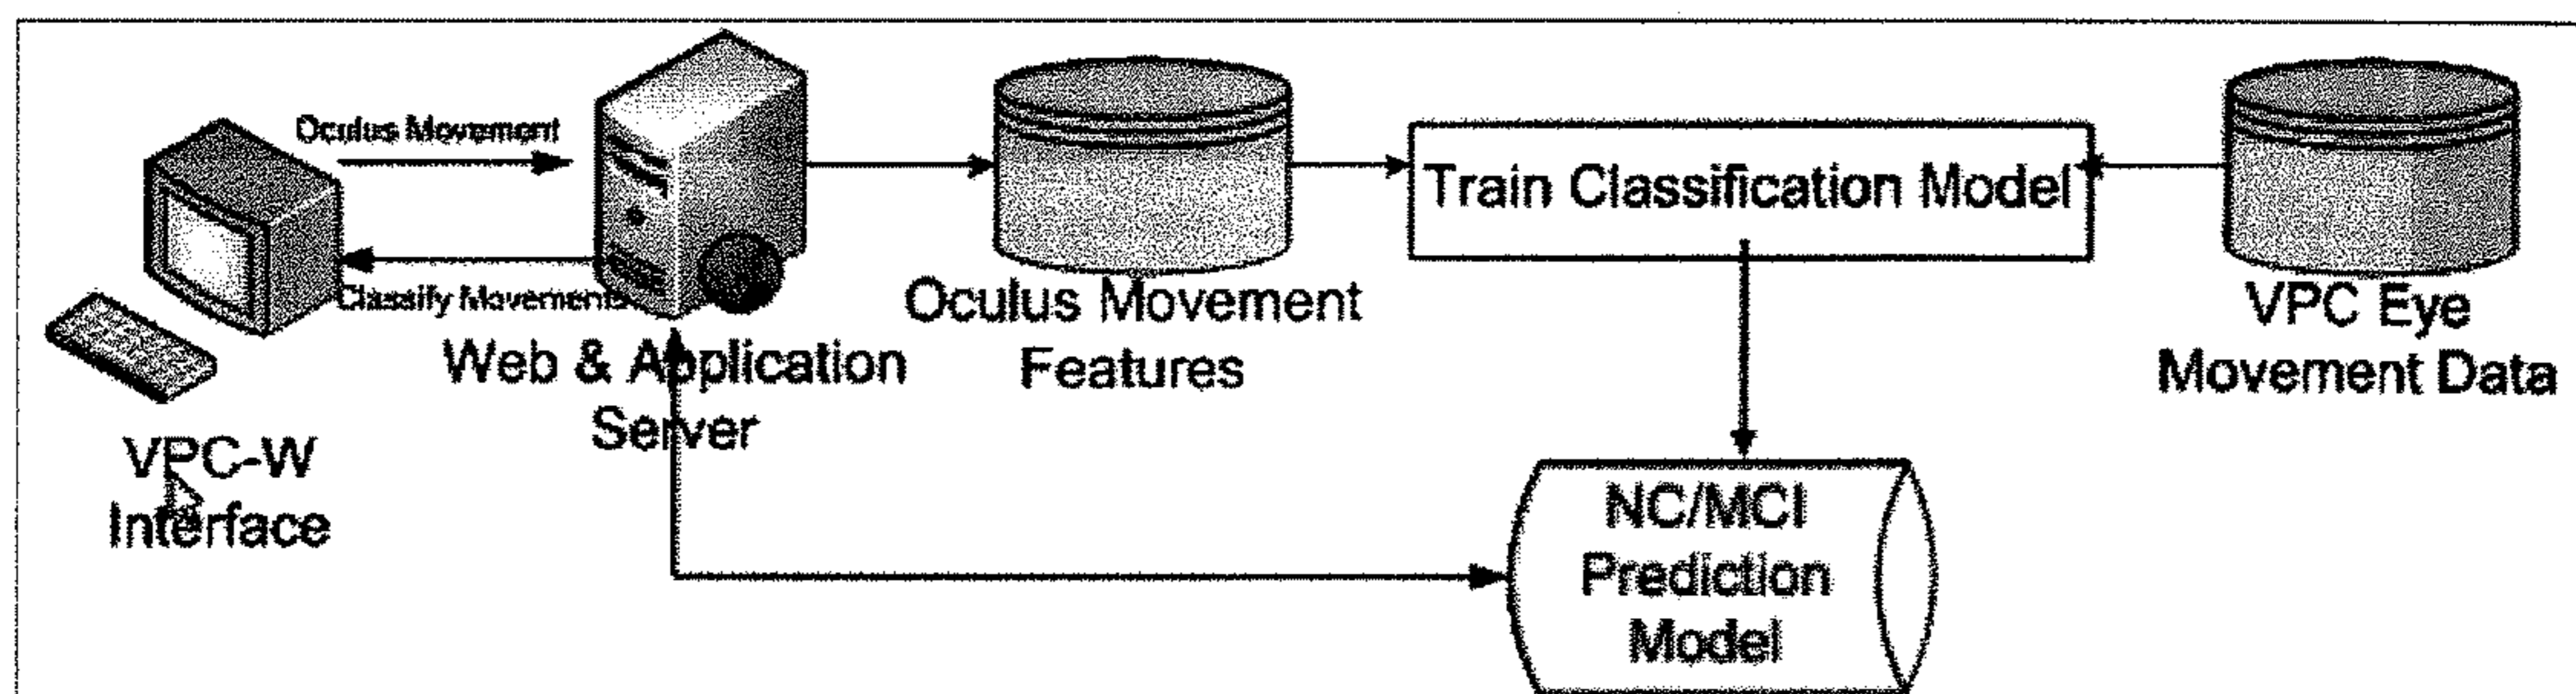 Oculus Movement
Classify Movements
VPC-W
Interface
Web & Application
Server
Oculus Movement
Features
Train Classification Model
VPC Eye
Movement Data
NC/MCI
Prediction
Model